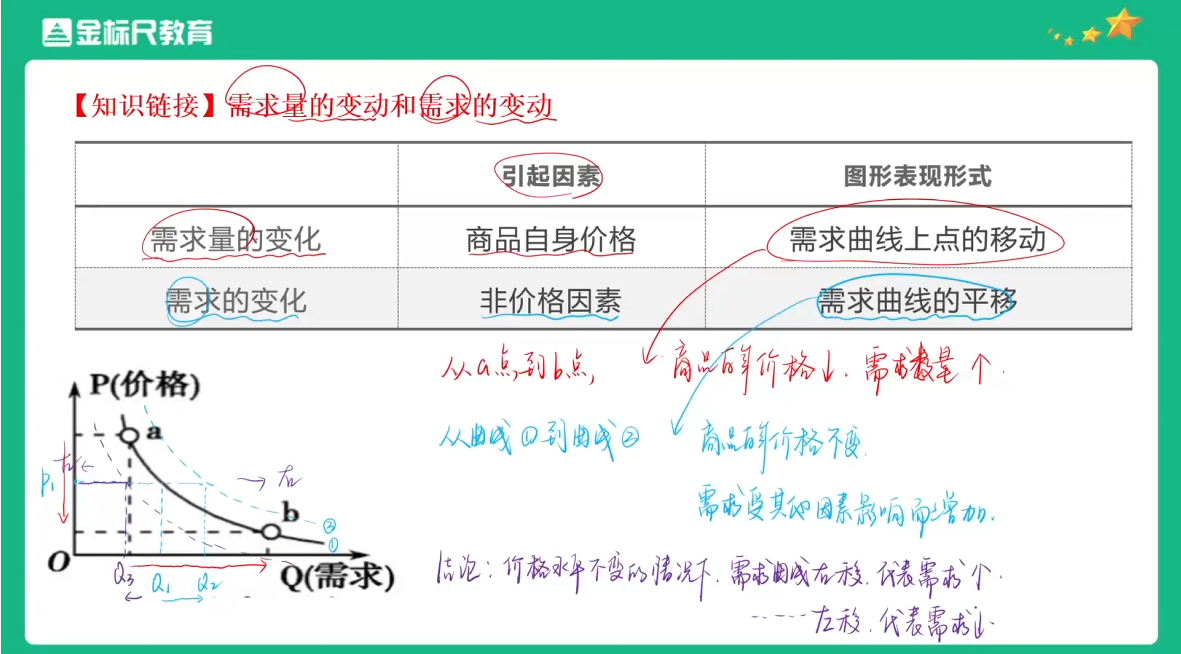 金标尺教育
【知识链接】需求量的变动和需求的变动
引起因素 图形表现形式
需求量的变化 商品自身价格 需求曲线上点的移动
需求的变化 非价格因素 需求曲线的平移
从a点到b点, 商品的价格↓. 需求数量↑.
从曲线①到曲线② 商品的价格不变.
需求受其他因素影响而增加.
结论: 价格水平不变的情况下, 需求曲线右移, 代表需求↑.
······左移, 代表需求↓.
P(价格)
a
左← →右
P1
b
②
①
O
Q3 Q1 Q2 Q(需求)